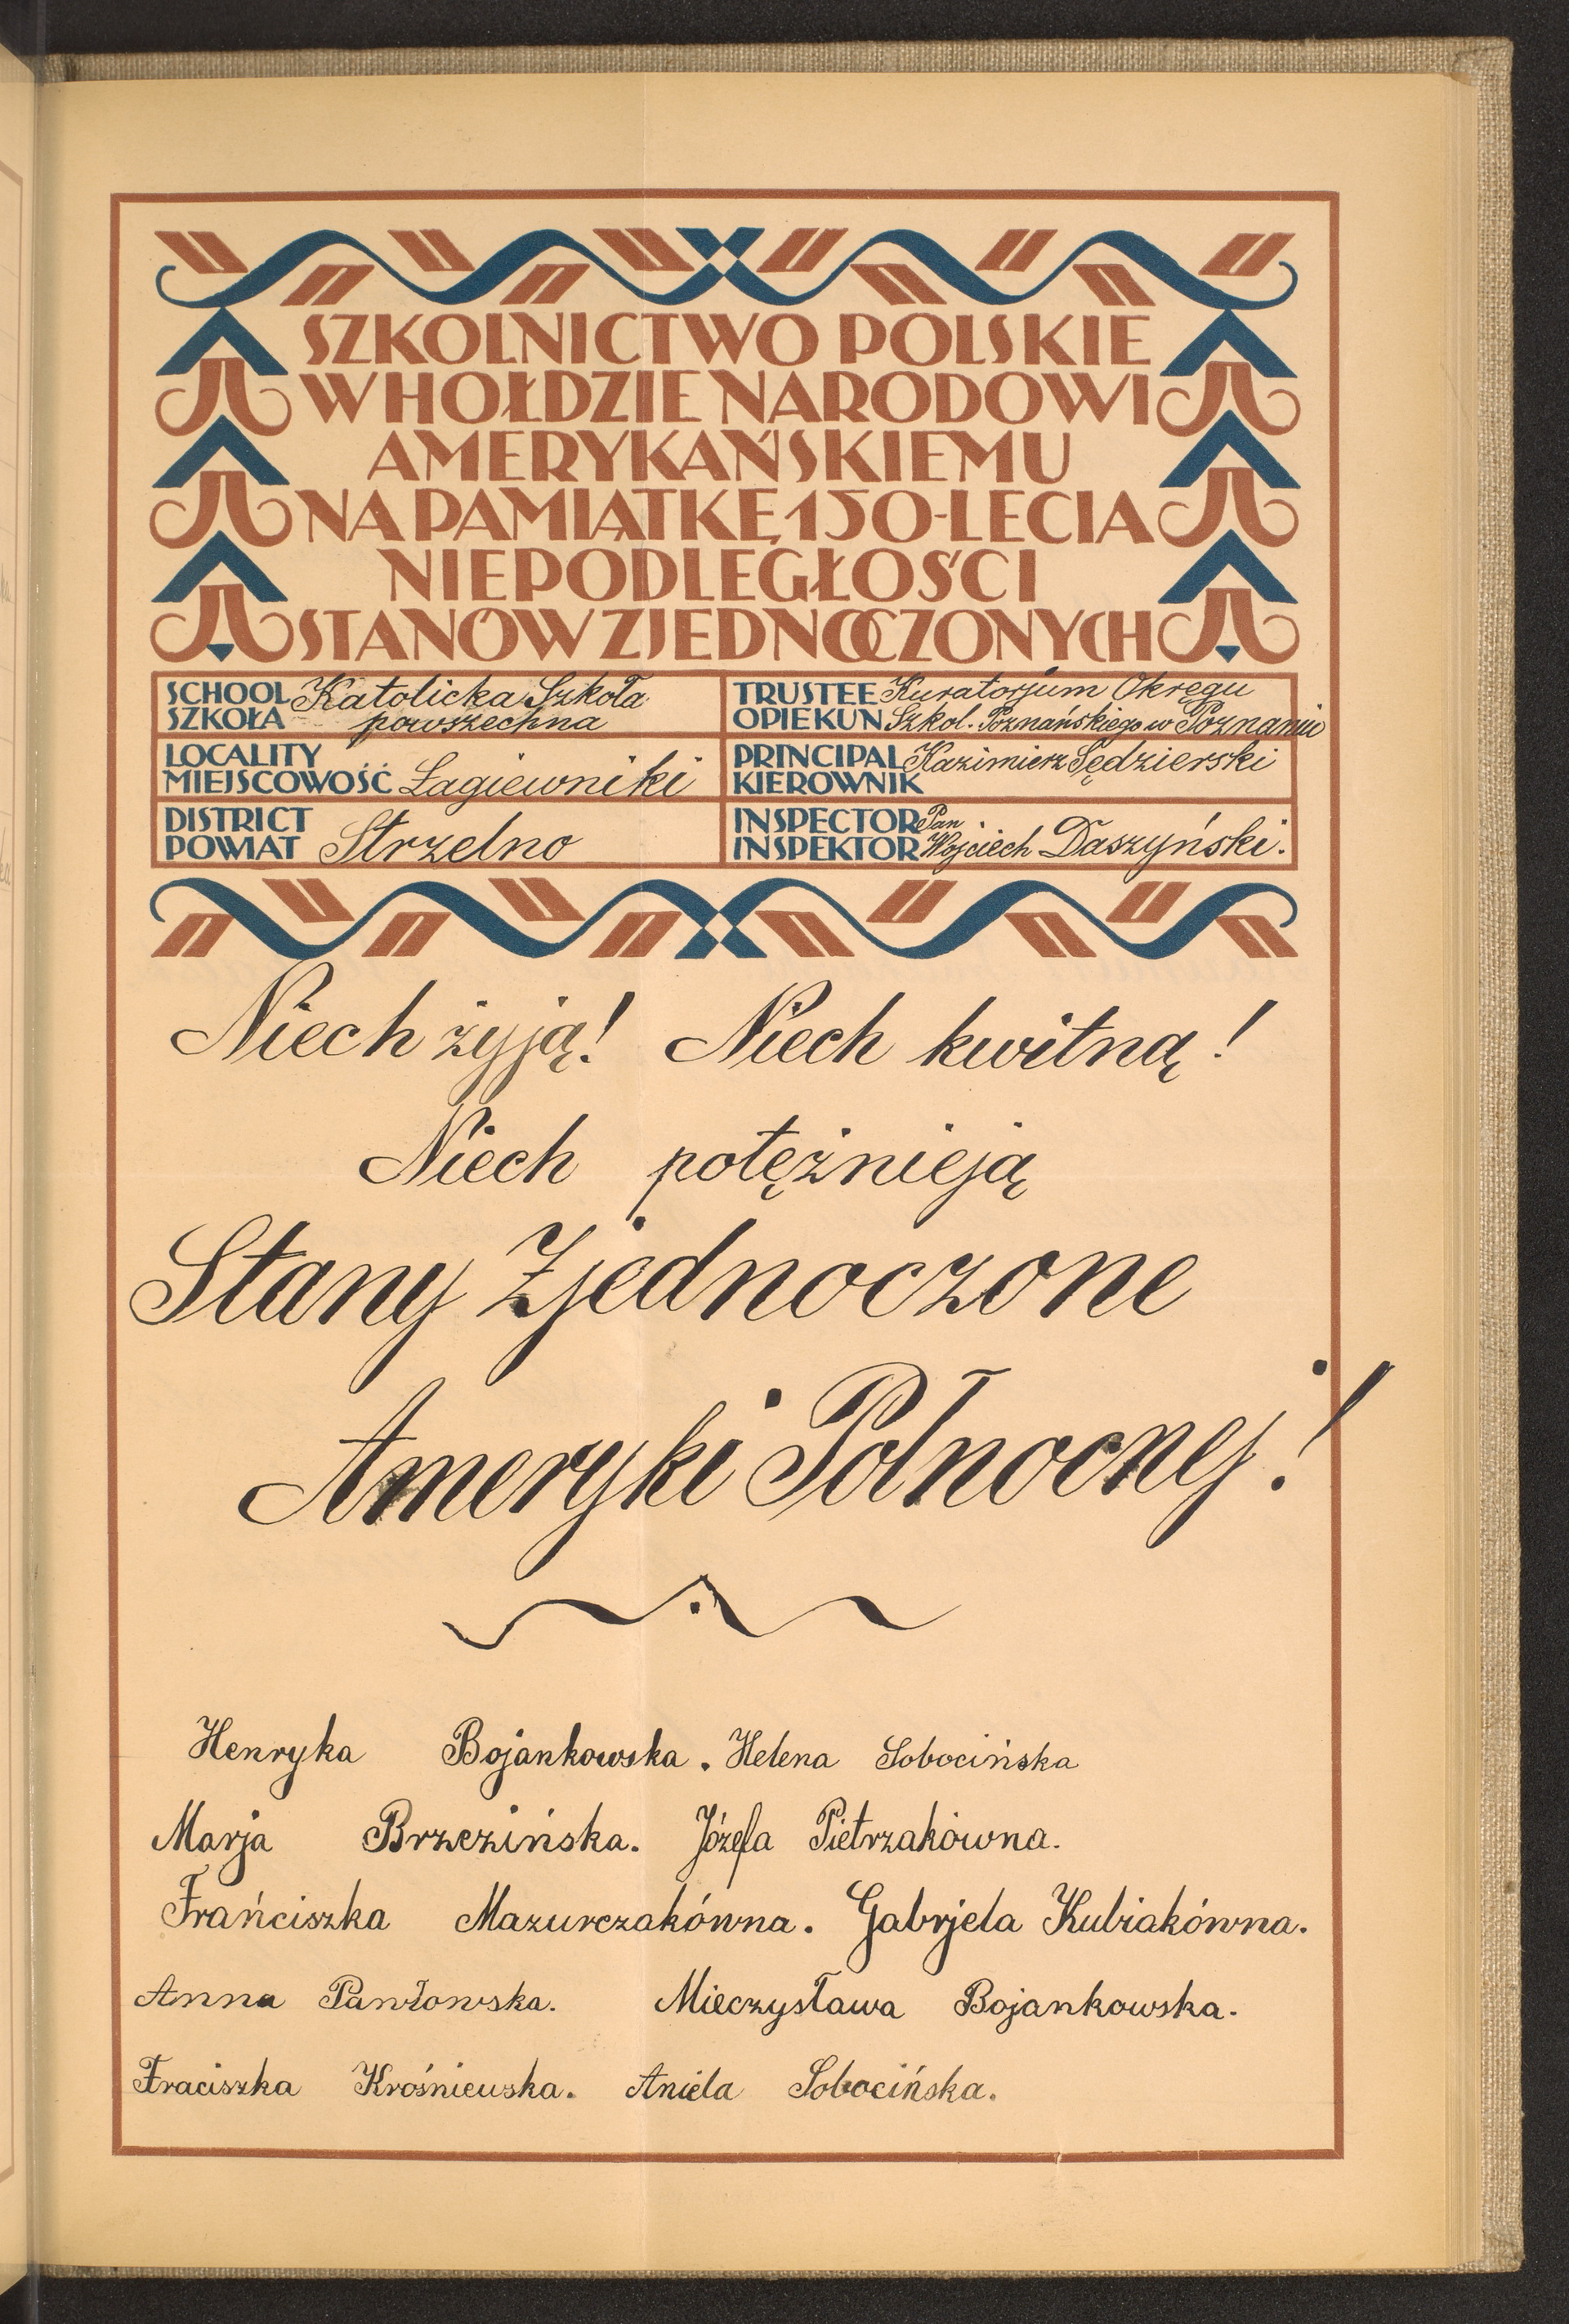 SZKOLNICTWO POLSKIE
W HOŁDZIE NARODOWI
AMERYKAŃSKIEMU
NA PAMIĄTKĘ 150-LECIA
NIEPODLEGŁOŚCI
STANÓW ZJEDNOCZONYCH
SCHOOL Katolicka Szkoła
SZKOŁA powszechna
TRUSTEE Kuratorjum Okręgu
OPIEKUN Szkol. Poznańskiego w Poznaniu
LOCALITY
MIEJSCOWOŚĆ Łagiewniki
PRINCIPAL Kazimierz Sędzierski
KIEROWNIK
DISTRICT
POWIAT Strzelno
INSPECTOR Pan
INSPEKTOR Wojciech Daszyński.
Niech żyją! Niech kwitną!
Niech potężnieją
Stany Zjednoczone
Ameryki Północnej!
Henryka Bojankowska. Helena Sobocińska
Marja Brzezińska. Józefa Pietrzakówna.
Frańciszka Mazurczakówna. Gabrjela Kubiakówna.
Anna Pawłowska. Mieczysława Bojankowska.
Fraciszka Krośniewska. Aniela Sobocińska.